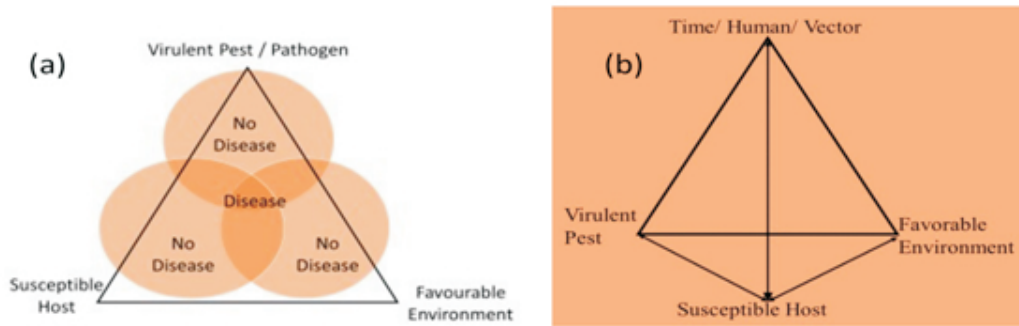 (a)
Virulent Pest / Pathogen
No
Disease
Disease
No
Disease
No
Disease
Susceptible
Host
Favourable
Environment
(b)
Time/ Human/ Vector
Virulent
Pest
Favorable
Environment
Susceptible Host